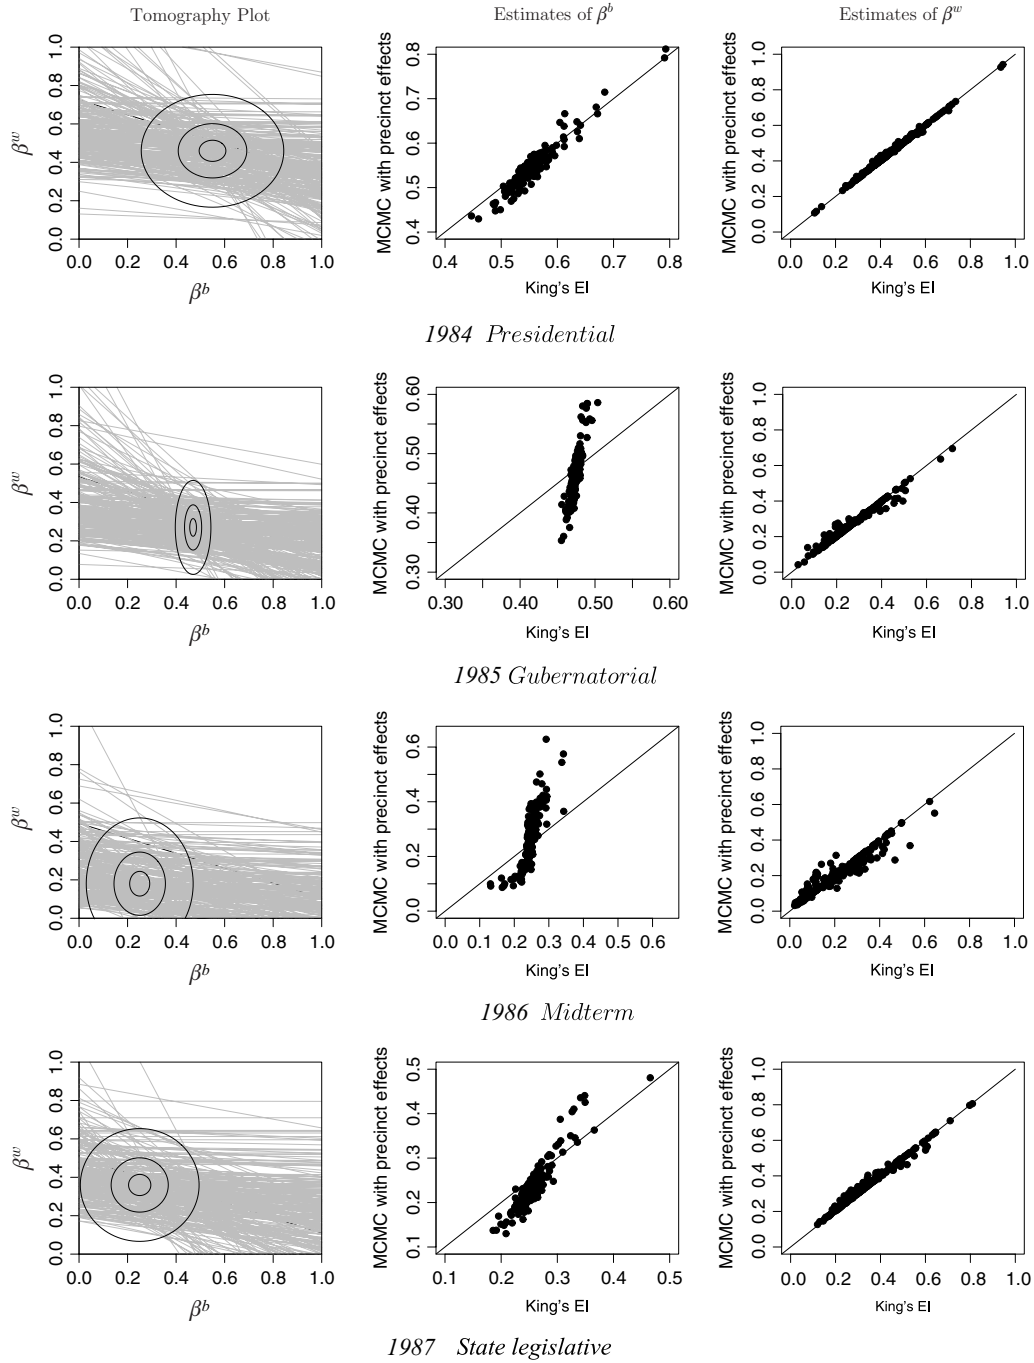 Tomography Plot
Estimates of β^b
Estimates of β^w
β^w
0.0 0.2 0.4 0.6 0.8 1.0
0.0 0.2 0.4 0.6 0.8 1.0
β^b
MCMC with precinct effects
0.4 0.5 0.6 0.7 0.8
0.4 0.5 0.6 0.7 0.8
King's EI
MCMC with precinct effects
0.0 0.2 0.4 0.6 0.8 1.0
0.0 0.2 0.4 0.6 0.8 1.0
King's EI
1984 Presidential
β^w
0.0 0.2 0.4 0.6 0.8 1.0
0.0 0.2 0.4 0.6 0.8 1.0
β^b
MCMC with precinct effects
0.30 0.40 0.50 0.60
0.30 0.40 0.50 0.60
King's EI
MCMC with precinct effects
0.0 0.2 0.4 0.6 0.8 1.0
0.0 0.2 0.4 0.6 0.8 1.0
King's EI
1985 Gubernatorial
β^w
0.0 0.2 0.4 0.6 0.8 1.0
0.0 0.2 0.4 0.6 0.8 1.0
β^b
MCMC with precinct effects
0.0 0.2 0.4 0.6
0.0 0.1 0.2 0.3 0.4 0.5 0.6
King's EI
MCMC with precinct effects
0.0 0.2 0.4 0.6 0.8 1.0
0.0 0.2 0.4 0.6 0.8 1.0
King's EI
1986 Midterm
β^w
0.0 0.2 0.4 0.6 0.8 1.0
0.0 0.2 0.4 0.6 0.8 1.0
β^b
MCMC with precinct effects
0.1 0.2 0.3 0.4 0.5
0.1 0.2 0.3 0.4 0.5
King's EI
MCMC with precinct effects
0.0 0.2 0.4 0.6 0.8 1.0
0.0 0.2 0.4 0.6 0.8 1.0
King's EI
1987 State legislative